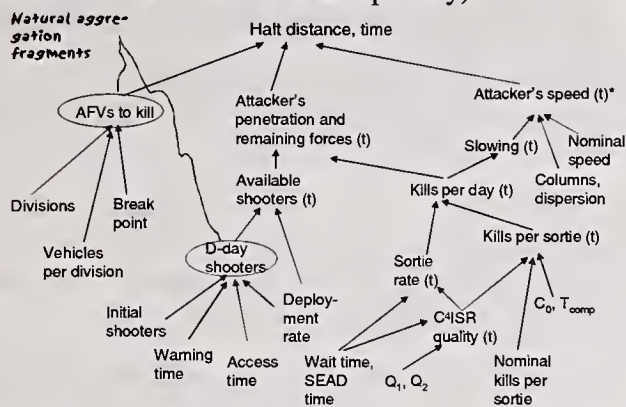 Natural aggre-
gation
fragments
Halt distance, time
AFVs to kill
Attacker's
penetration and
remaining forces (t)
Attacker's speed (t)*
Slowing (t)
Nominal
speed
Columns,
dispersion
Available
shooters (t)
Kills per day (t)
Divisions
Break
point
Vehicles
per division
D-day
shooters
Kills per sortie (t)
Sortie
rate (t)
Initial
shooters
Warning
time
Access
time
Deploy-
ment
rate
C⁴ISR
quality (t)
C₀, Tcomp
Wait time,
SEAD
time
Q₁, Q₂
Nominal
kills per
sortie